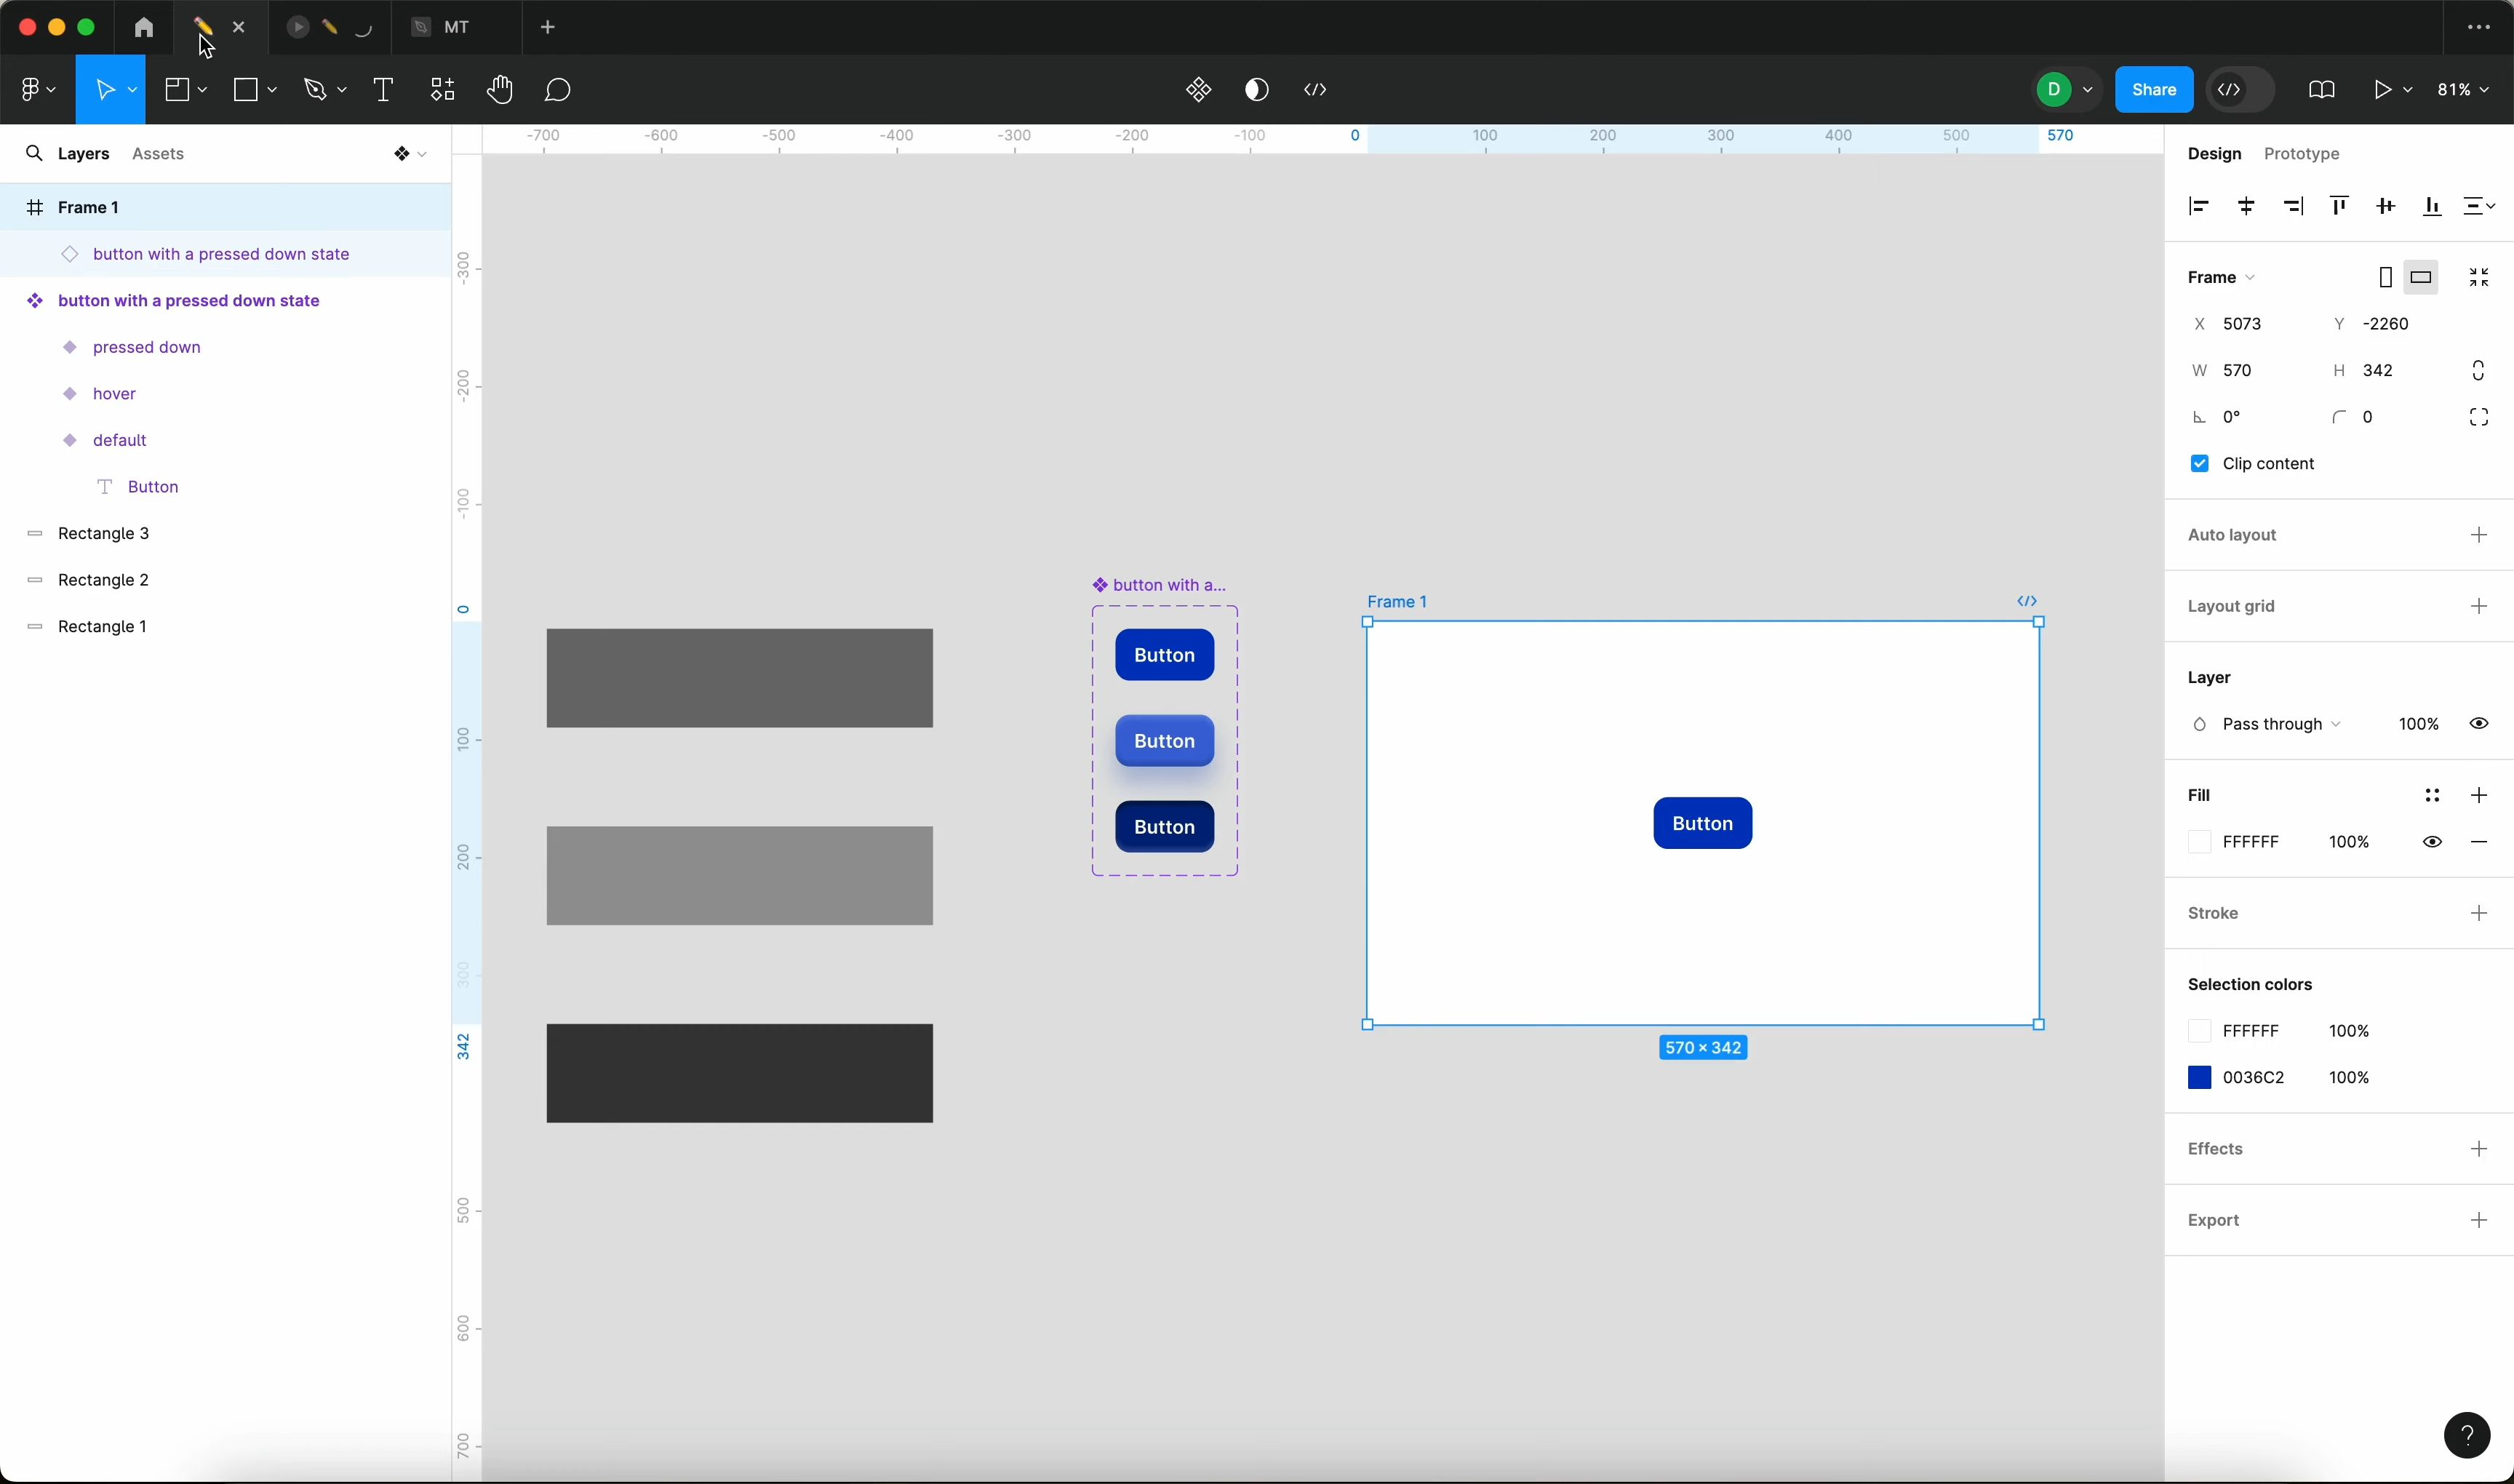 MT
D
Share
81%
Layers
Assets
Frame 1
button with a pressed down state
button with a pressed down state
pressed down
hover
default
Button
Rectangle 3
Rectangle 2
Rectangle 1
-700
-600
-500
-400
-300
-200
-100
0
100
200
300
400
500
570
-300
-200
-100
0
100
200
300
342
500
600
700
button with a...
Button
Button
Button
Frame 1
Button
570 × 342
Design
Prototype
Frame
X 5073
Y -2260
W 570
H 342
0°
0
Clip content
Auto layout
Layout grid
Layer
Pass through
100%
Fill
FFFFFF 100%
Stroke
Selection colors
FFFFFF 100%
0036C2 100%
Effects
Export
?